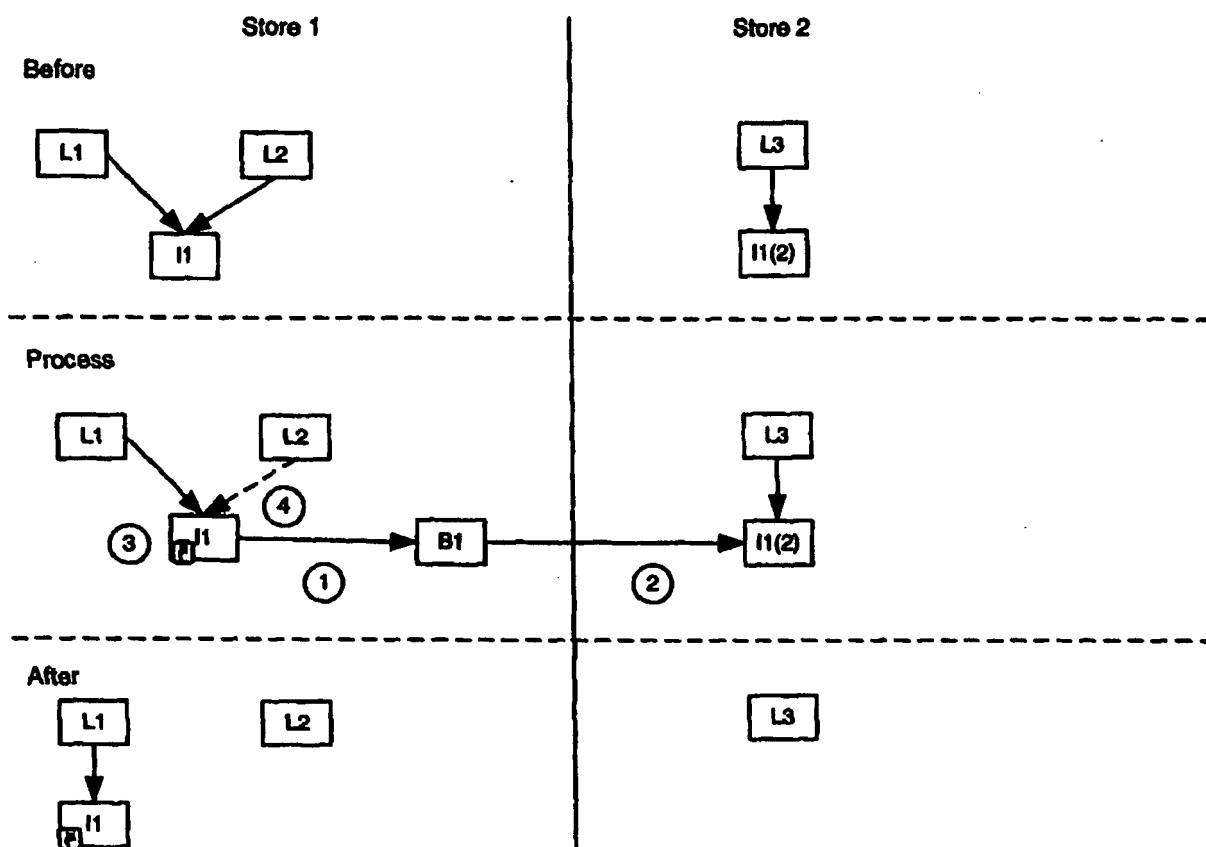 Store 1 Store 2
Before
L1 L2 L3
I1 I1(2)
Process
L1 L2 L3
4
3 I1 B1 I1(2)
1 2
After
L1 L2 L3
I1